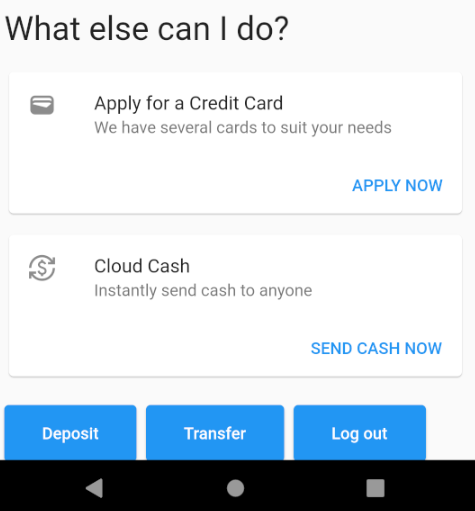 What else can I do?
Apply for a Credit Card
We have several cards to suit your needs
APPLY NOW
Cloud Cash
Instantly send cash to anyone
SEND CASH NOW
Deposit Transfer Log out